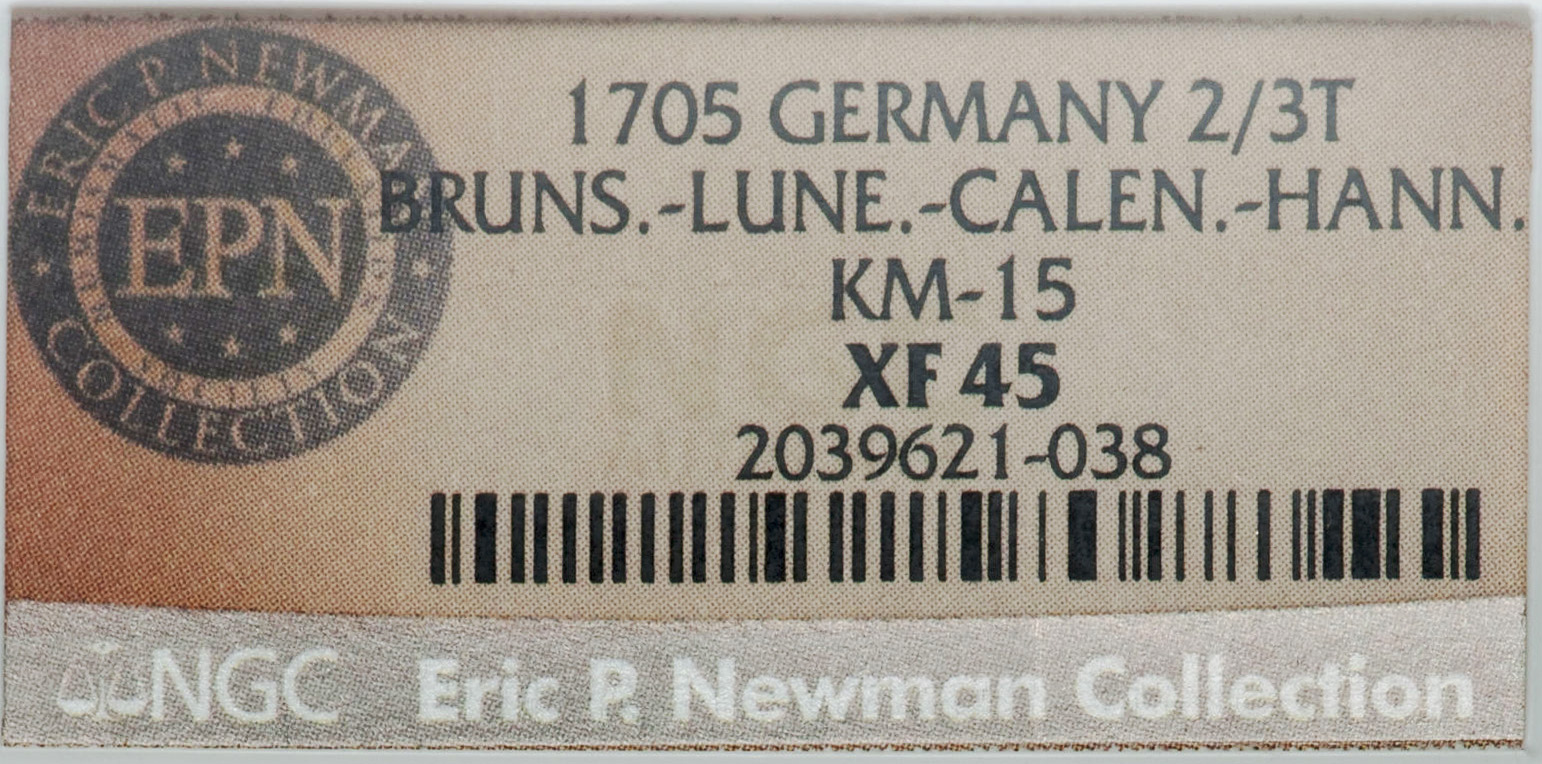 ERIC P. NEWMAN
COLLECTION
EPN
SOCIETY
1705 GERMANY 2/3T
BRUNS.-LUNE.-CALEN.-HANN.
KM-15
XF 45
2039621-038
NGC Eric P. Newman Collection